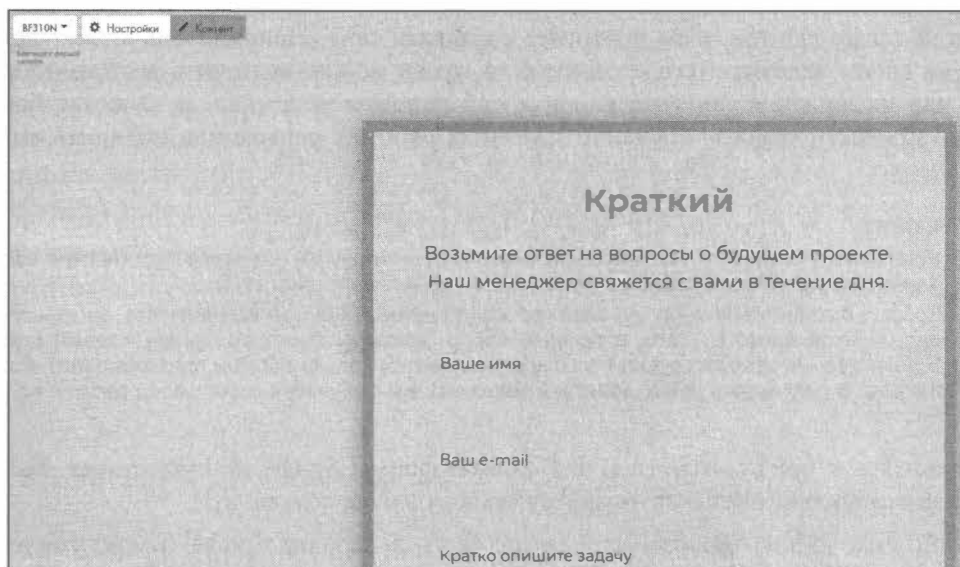 BF310N
Настройки
Контент
Краткий
Возьмите ответ на вопросы о будущем проекте.
Наш менеджер свяжется с вами в течение дня.
Ваше имя
Ваш e-mail
Кратко опишите задачу